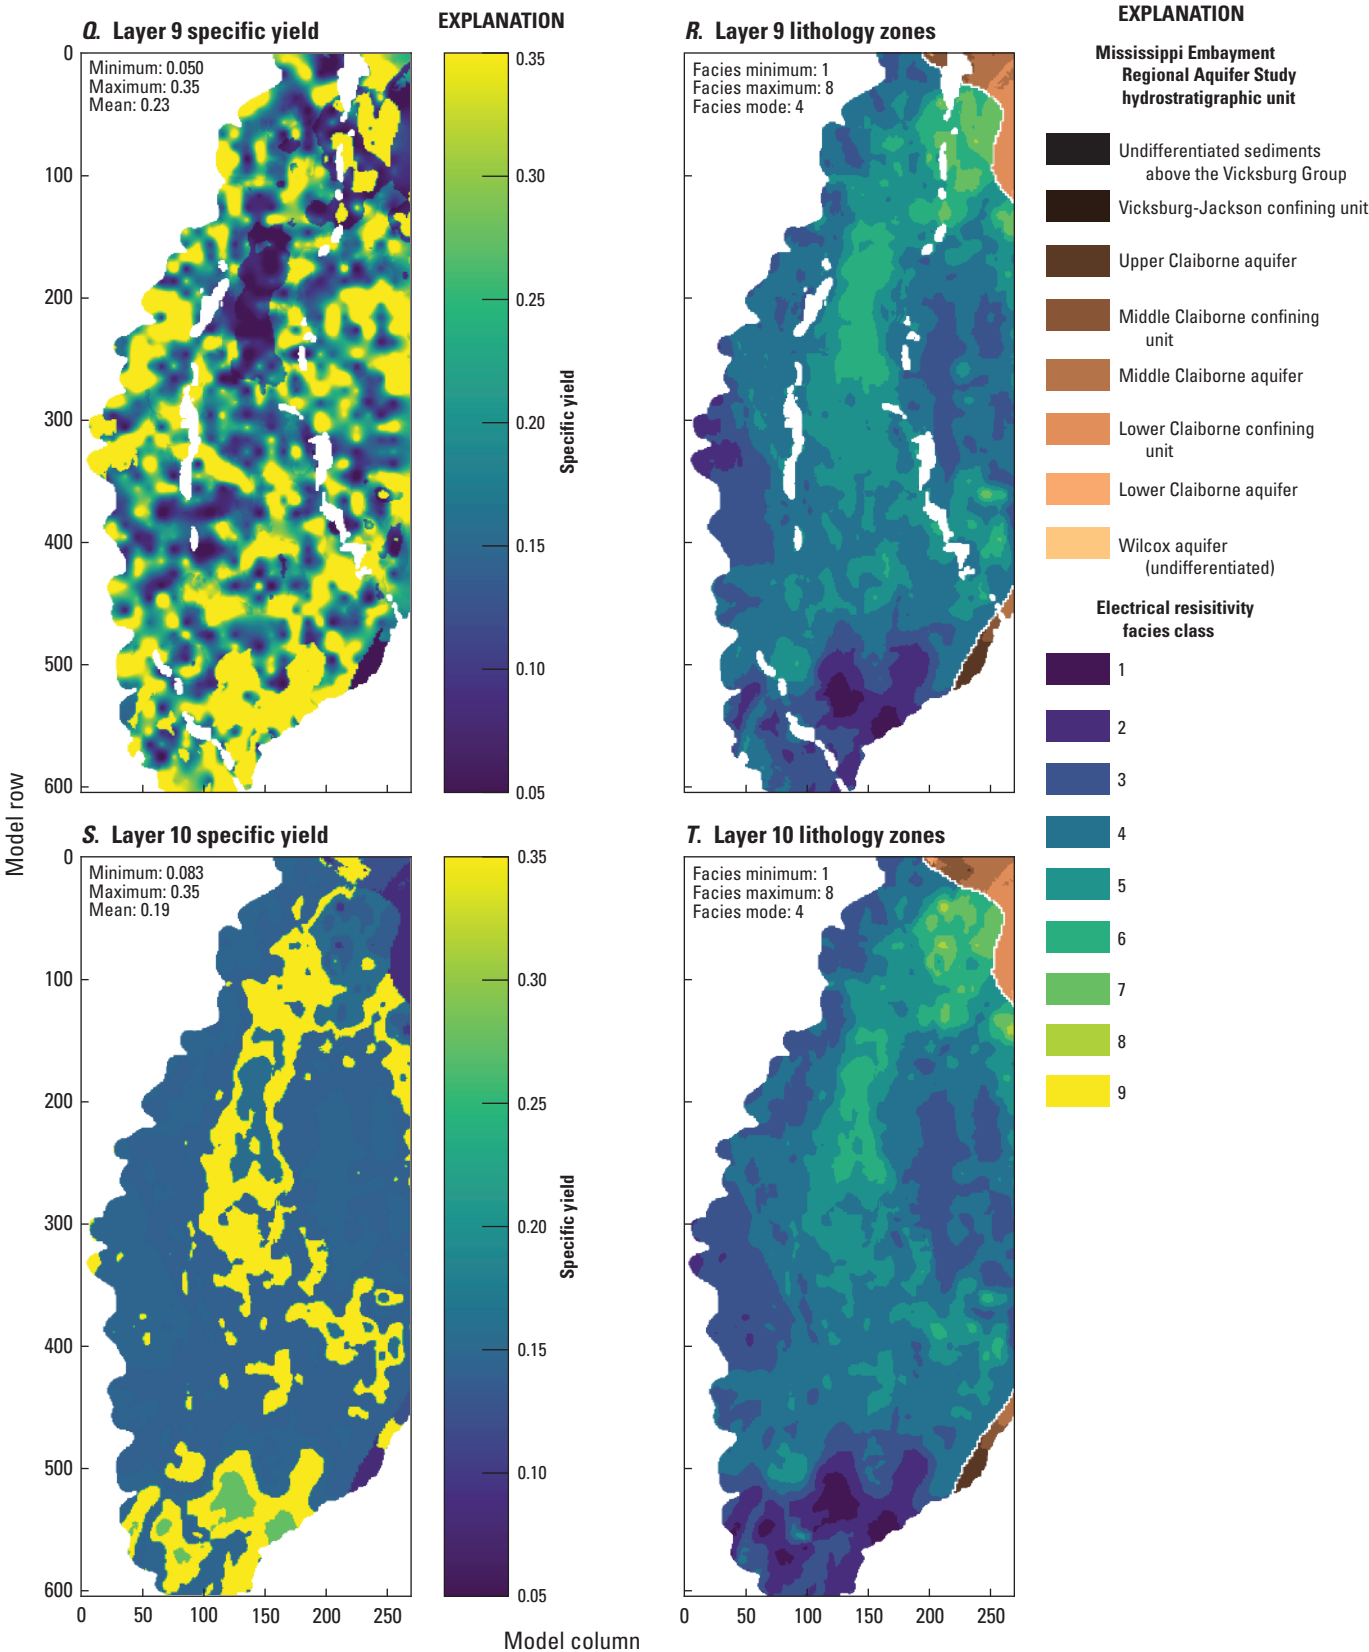 Q. Layer 9 specific yield
EXPLANATION
Minimum: 0.050
Maximum: 0.35
Mean: 0.23
0
100
200
300
400
500
600
0.35
0.30
0.25
0.20
0.15
0.10
0.05
Specific yield
R. Layer 9 lithology zones
Facies minimum: 1
Facies maximum: 8
Facies mode: 4
EXPLANATION
Mississippi Embayment
Regional Aquifer Study
hydrostratigraphic unit
Undifferentiated sediments
above the Vicksburg Group
Vicksburg-Jackson confining unit
Upper Claiborne aquifer
Middle Claiborne confining
unit
Middle Claiborne aquifer
Lower Claiborne confining
unit
Lower Claiborne aquifer
Wilcox aquifer
(undifferentiated)
Electrical resisitivity
facies class
1
2
3
4
5
6
7
8
9
Model row
S. Layer 10 specific yield
Minimum: 0.083
Maximum: 0.35
Mean: 0.19
0
100
200
300
400
500
600
0
50
100
150
200
250
0.35
0.30
0.25
0.20
0.15
0.10
0.05
Specific yield
T. Layer 10 lithology zones
Facies minimum: 1
Facies maximum: 8
Facies mode: 4
0
50
100
150
200
250
Model column